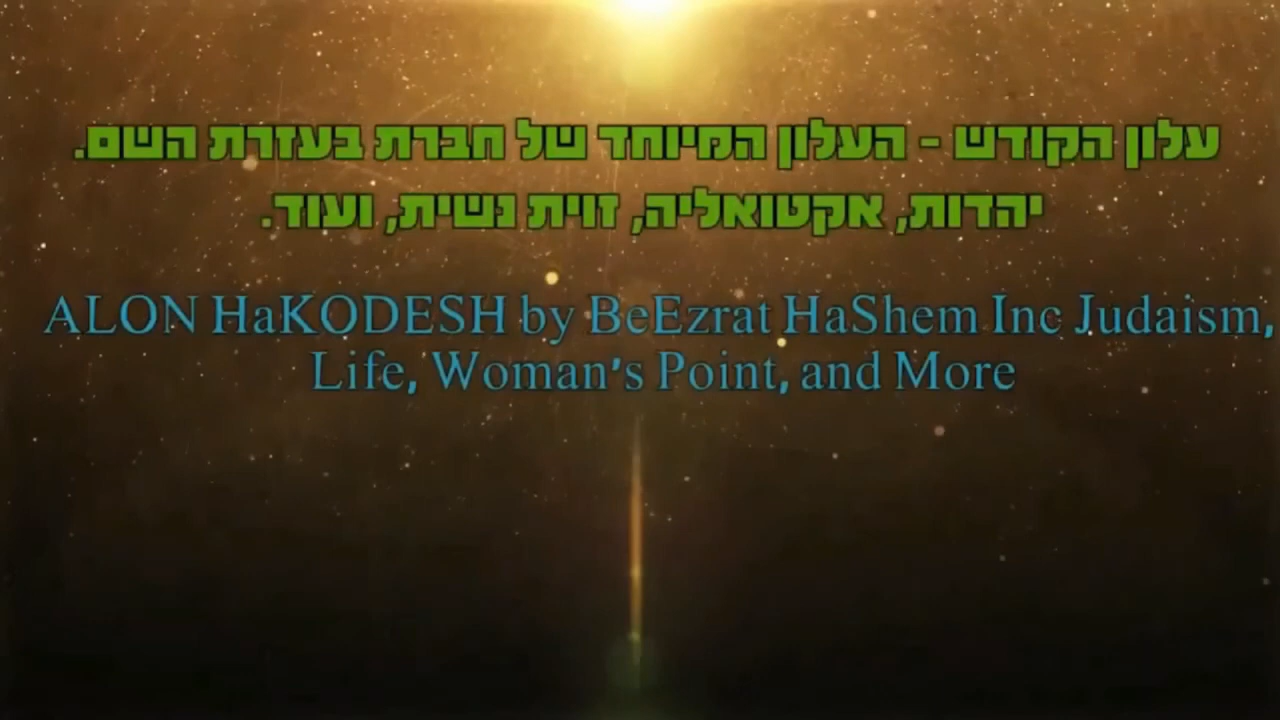 עלון הקודש - העלון המיוחד של חברת בעזרת השם.
יהדות, אקטואליה, זוית נשית, ועוד.
ALON HaKODESH by BeEzrat HaShem Inc Judaism,
Life, Woman's Point, and More